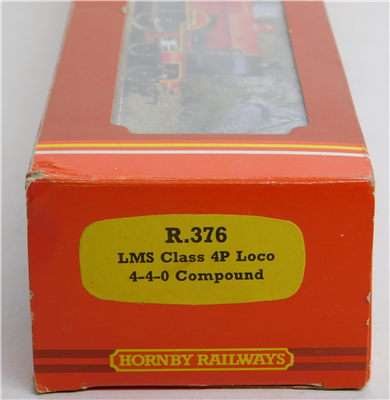 R.376
LMS Class 4P Loco
4-4-0 Compound
HORNBY RAILWAYS